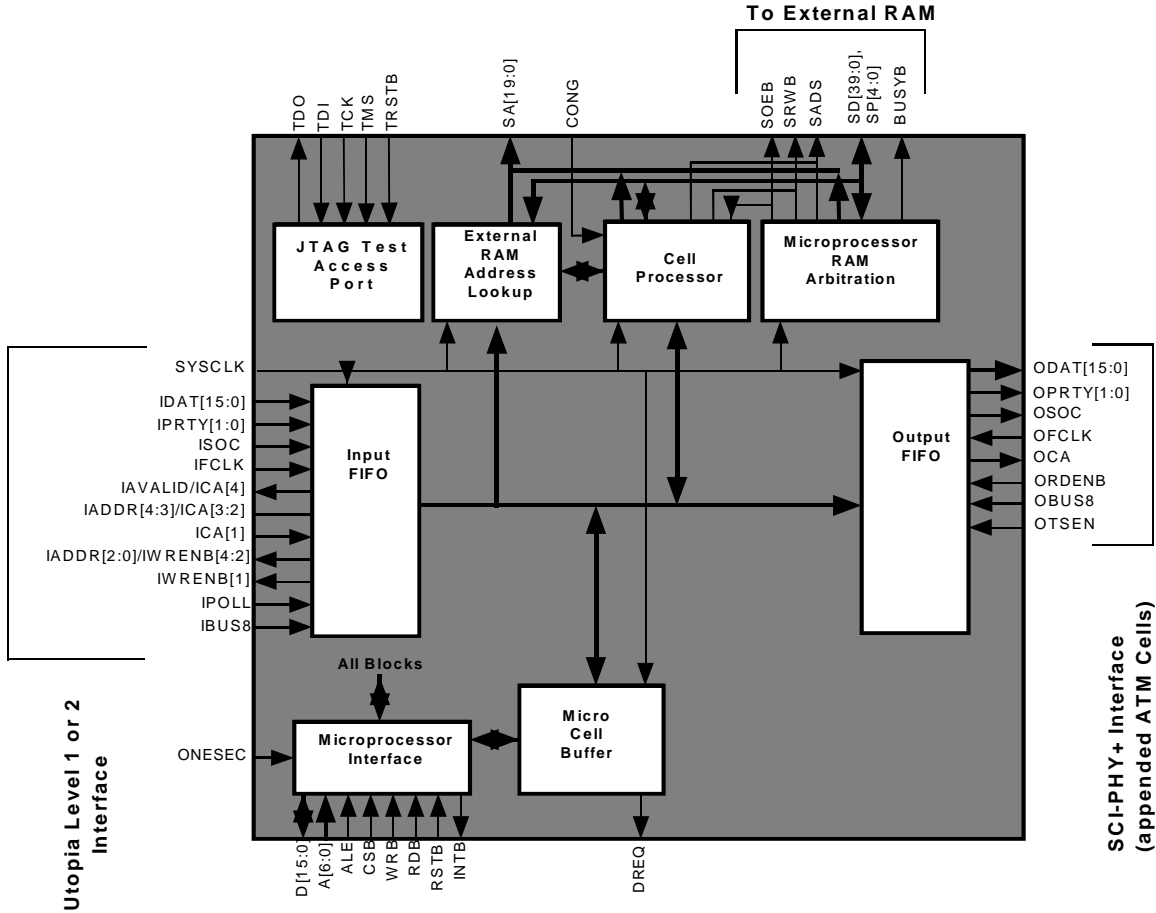 To External RAM
TDO
TDI
TCK
TMS
TRSTB
SA[19:0]
CONG
SOEB
SRWB
SADS
SD[39:0],
SP[4:0]
BUSYB
JTAG Test
Access
Port
External
RAM
Address
Lookup
Cell
Processor
Microprocessor
RAM
Arbitration
SYSCLK
IDAT[15:0]
IPRTY[1:0]
ISOC
IFCLK
IAVALID/ICA[4]
IADDR[4:3]/ICA[3:2]
ICA[1]
IADDR[2:0]/IWRENB[4:2]
IWRENB[1]
IPOLL
IBUS8
Input
FIFO
Output
FIFO
ODAT[15:0]
OPRTY[1:0]
OSOC
OFCLK
OCA
ORDENB
OBUS8
OTSEN
All Blocks
Microprocessor
Interface
Micro
Cell
Buffer
ONESEC
D[15:0]
A[6:0]
ALE
CSB
WRB
RDB
RSTB
INTB
DREQ
Utopia Level 1 or 2
Interface
SCI-PHY+ Interface
(appended ATM Cells)